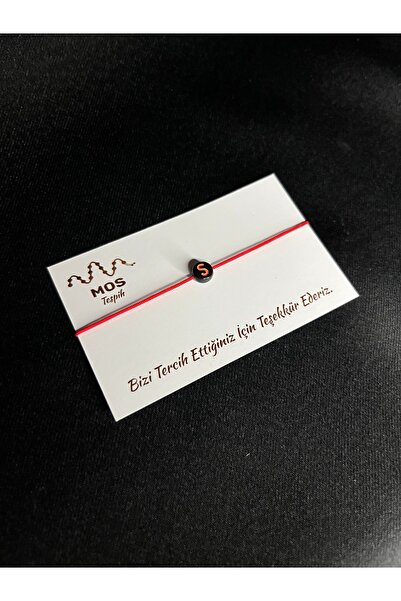 MOS
Tespih
S
Bizi Tercih Ettiğiniz İçin Teşekkür Ederiz.